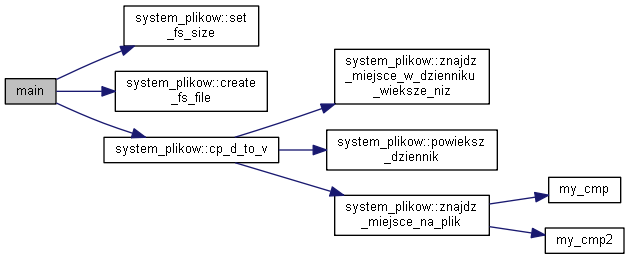 main
system_plikow::set
_fs_size
system_plikow::create
_fs_file
system_plikow::cp_d_to_v
system_plikow::znajdz
_miejsce_w_dzienniku
_wieksze_niz
system_plikow::powieksz
_dziennik
system_plikow::znajdz
_miejsce_na_plik
my_cmp
my_cmp2